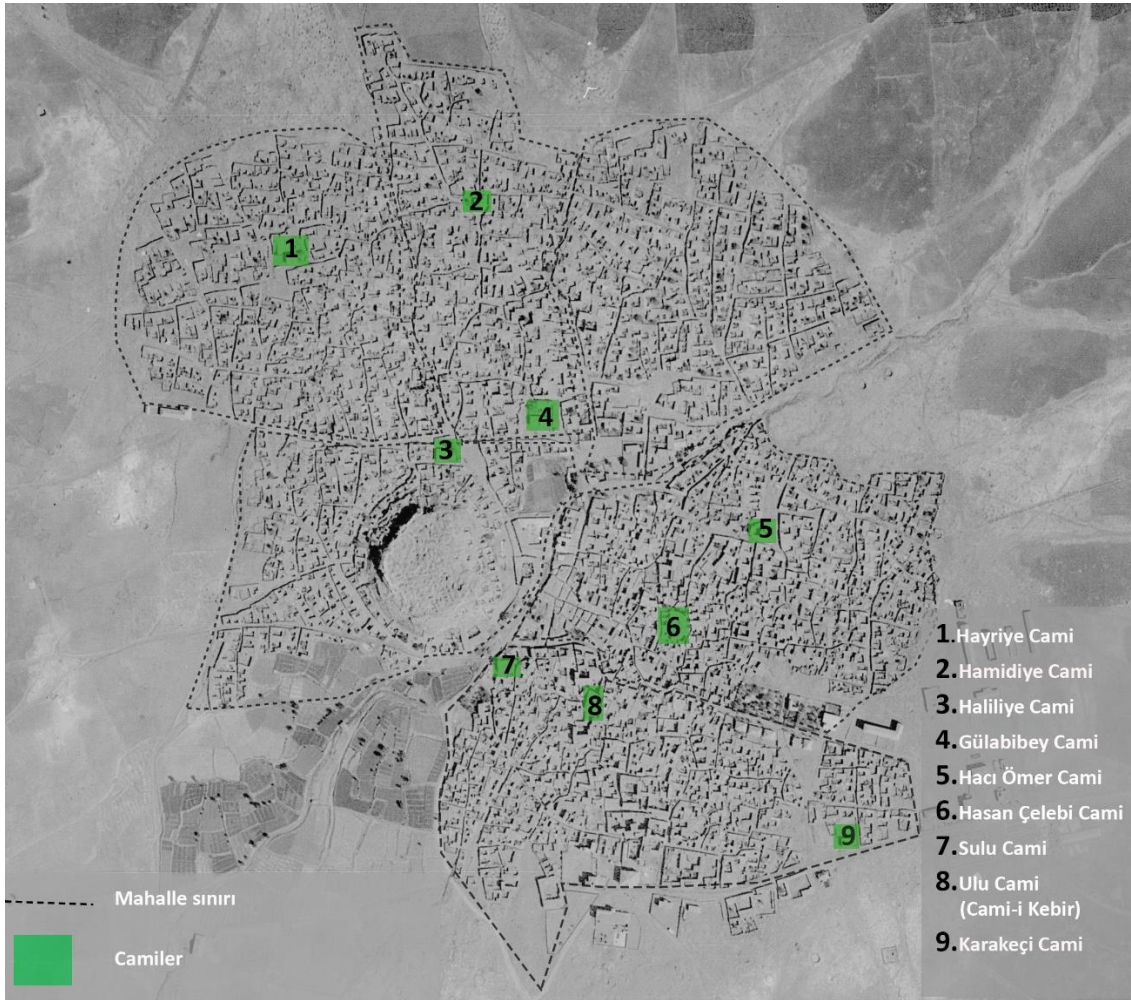 2
1
4
3
5
6
7
8
9
1.Hayriye Cami
2.Hamidiye Cami
3.Haliliye Cami
4.Gülabibey Cami
5.Hacı Ömer Cami
6.Hasan Çelebi Cami
7.Sulu Cami
8.Ulu Cami
(Cami-i Kebir)
9.Karakeçi Cami
Mahalle sınırı
Camiler